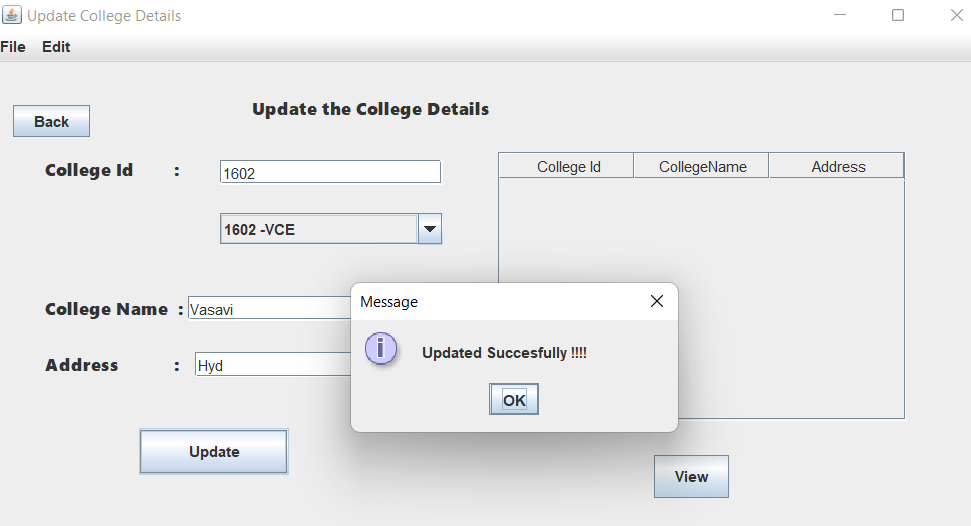 Update College Details
File Edit
Back
Update the College Details
College Id : 1602
1602 -VCE
College Id CollegeName Address
College Name : Vasavi
Address : Hyd
Message
i
Updated Succesfully !!!!
OK
Update
View